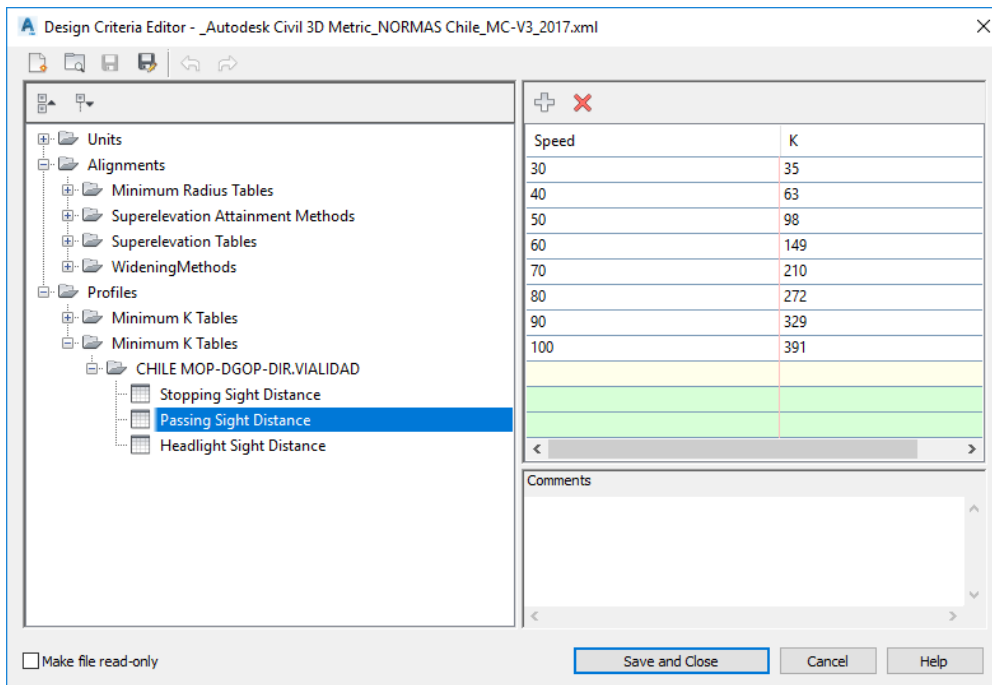 Design Criteria Editor - _Autodesk Civil 3D Metric_NORMAS Chile_MC-V3_2017.xml
Units
Alignments
Minimum Radius Tables
Superelevation Attainment Methods
Superelevation Tables
WideningMethods
Profiles
Minimum K Tables
Minimum K Tables
CHILE MOP-DGOP-DIR.VIALIDAD
Stopping Sight Distance
Passing Sight Distance
Headlight Sight Distance
Speed K
30 35
40 63
50 98
60 149
70 210
80 272
90 329
100 391
Comments
Make file read-only
Save and Close
Cancel
Help